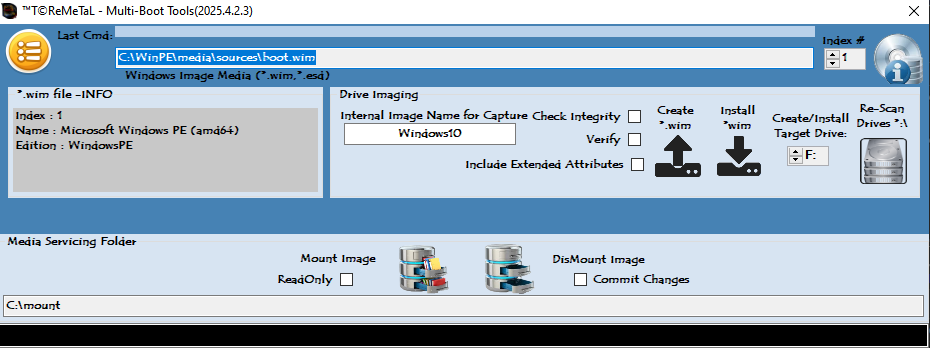 ™T©ReMeTaL - Multi-Boot Tools(2025.4.2.3)
Last Cmd:
C:\WinPE\media\sources\boot.wim
Index #
1
Windows Image Media (*.wim,*.esd)
*.wim file -INFO
Index : 1
Name : Microsoft Windows PE (amd64)
Edition : WindowsPE
Drive Imaging
Internal Image Name for Capture
Windows10
Check Integrity
Verify
Include Extended Attributes
Create
*.wim
Install
*wim
Create/Install
Target Drive:
F:
Re-Scan
Drives *:\
Media Servicing Folder
Mount Image
ReadOnly
DisMount Image
Commit Changes
C:\mount